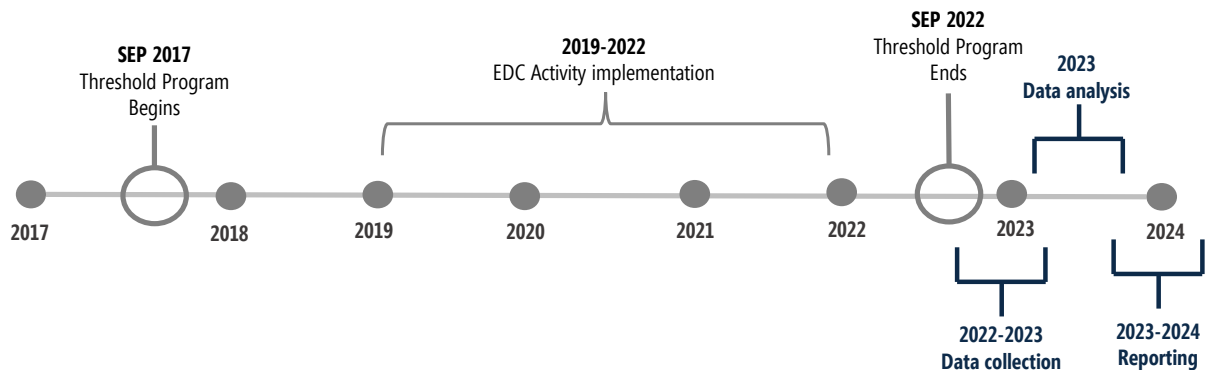 SEP 2017
Threshold Program
Begins
2019-2022
EDC Activity implementation
SEP 2022
Threshold Program
Ends
2023
Data analysis
2017
2018
2019
2020
2021
2022
2023
2024
2022-2023
Data collection
2023-2024
Reporting